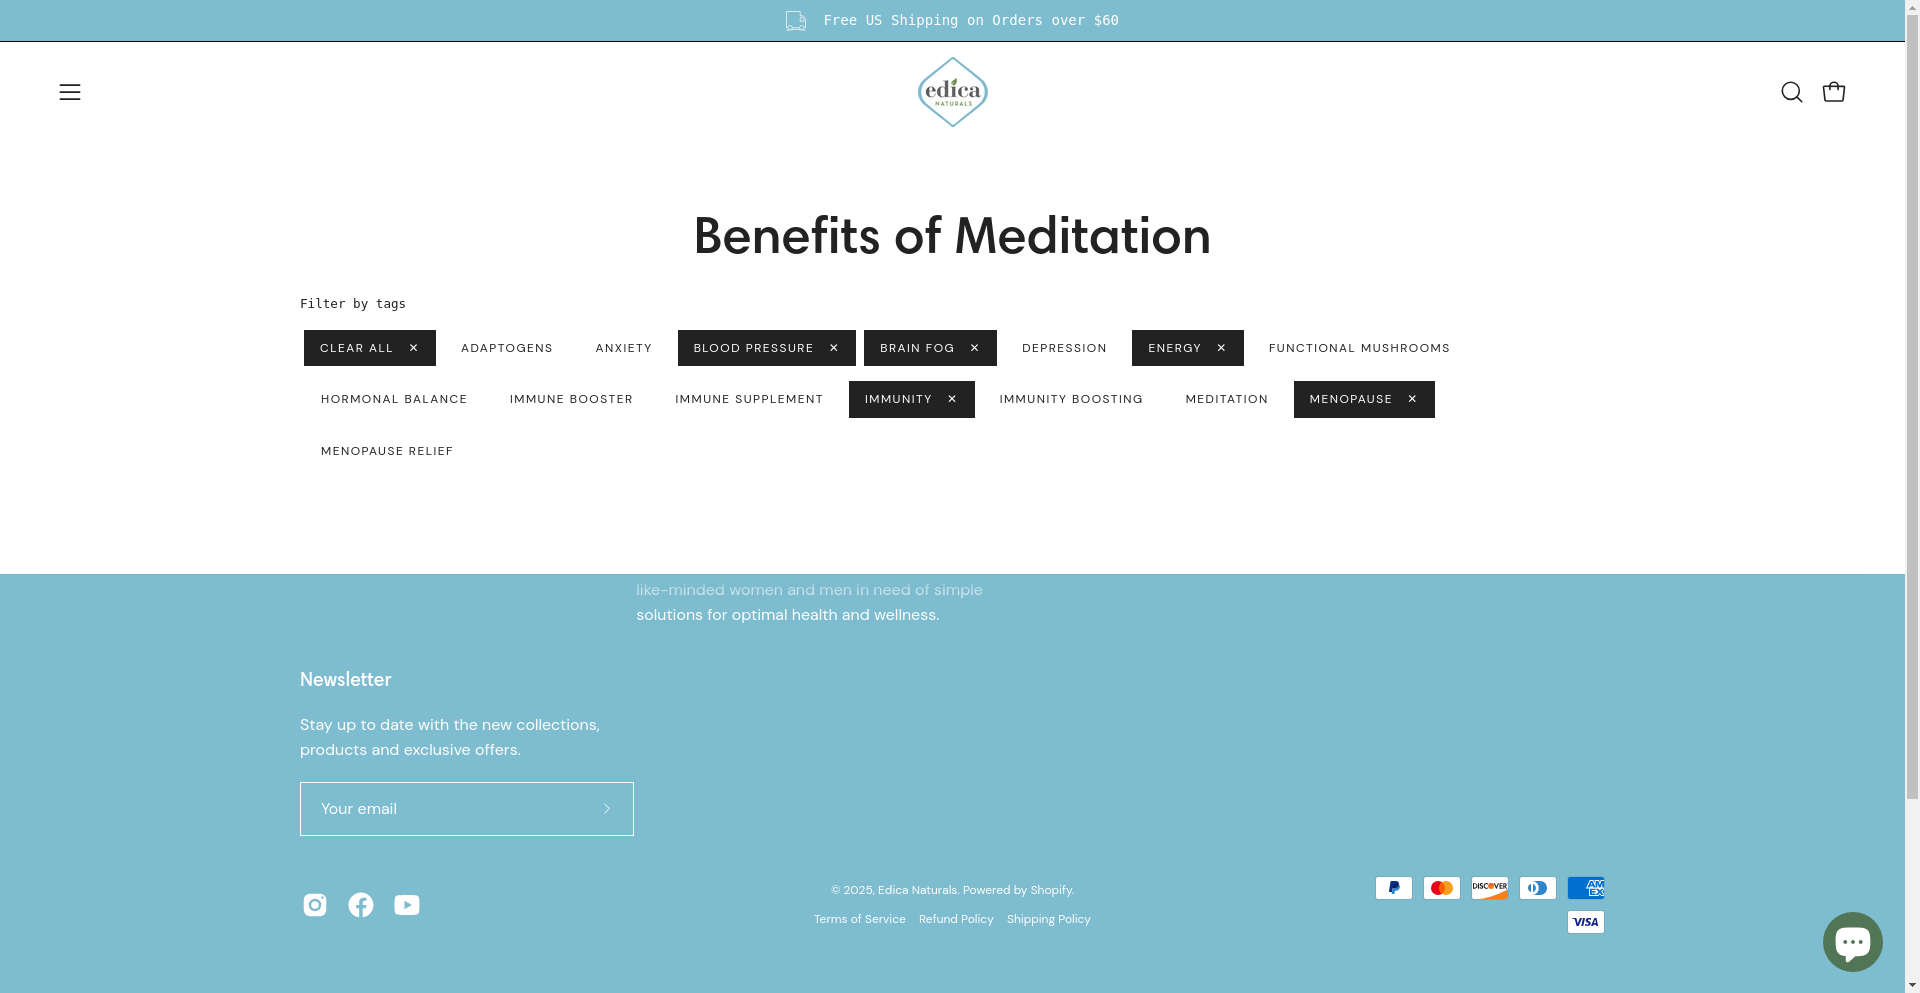 Free US Shipping on Orders over $60
edica
NATURALS
Benefits of Meditation
Filter by tags
CLEAR ALL ✕ ADAPTOGENS ANXIETY BLOOD PRESSURE ✕ BRAIN FOG ✕ DEPRESSION ENERGY ✕ FUNCTIONAL MUSHROOMS
HORMONAL BALANCE IMMUNE BOOSTER IMMUNE SUPPLEMENT IMMUNITY ✕ IMMUNITY BOOSTING MEDITATION MENOPAUSE ✕
MENOPAUSE RELIEF
like-minded women and men in need of simple
solutions for optimal health and wellness.
Newsletter
Stay up to date with the new collections,
products and exclusive offers.
Your email
© 2025, Edica Naturals. Powered by Shopify.
Terms of Service Refund Policy Shipping Policy
DISCOVER
AM
EX
VISA